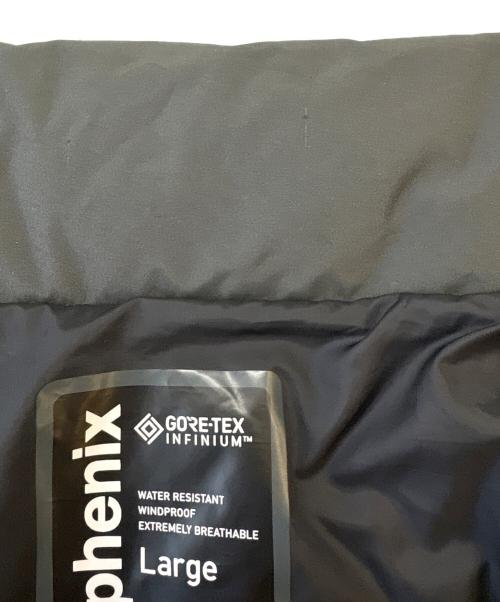 phenix
GORE-TEX
INFINIUM™
WATER RESISTANT
WINDPROOF
EXTREMELY BREATHABLE
Large